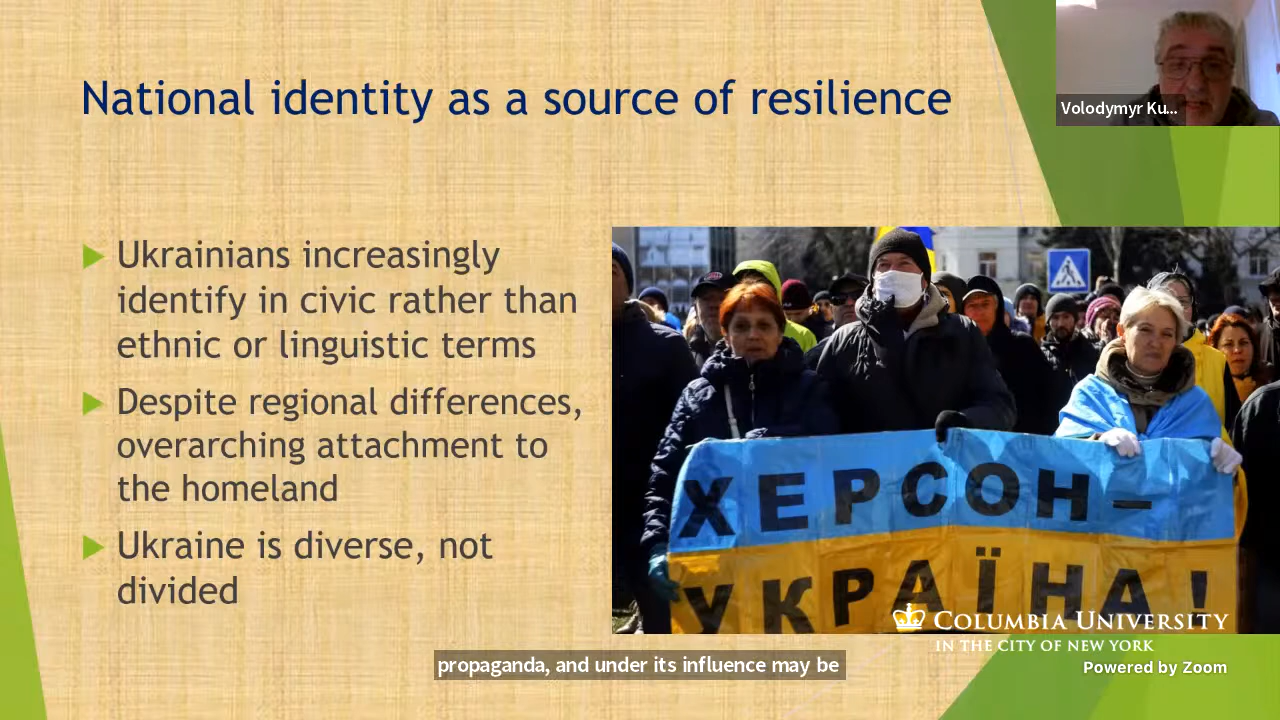 National identity as a source of resilience
Volodymyr Ku...
Ukrainians increasingly
identify in civic rather than
ethnic or linguistic terms
Despite regional differences,
overarching attachment to
the homeland
Ukraine is diverse, not
divided
ХЕРСОН–
УКРАЇНА!
COLUMBIA UNIVERSITY
IN THE CITY OF NEW YORK
propaganda, and under its influence may be
Powered by Zoom